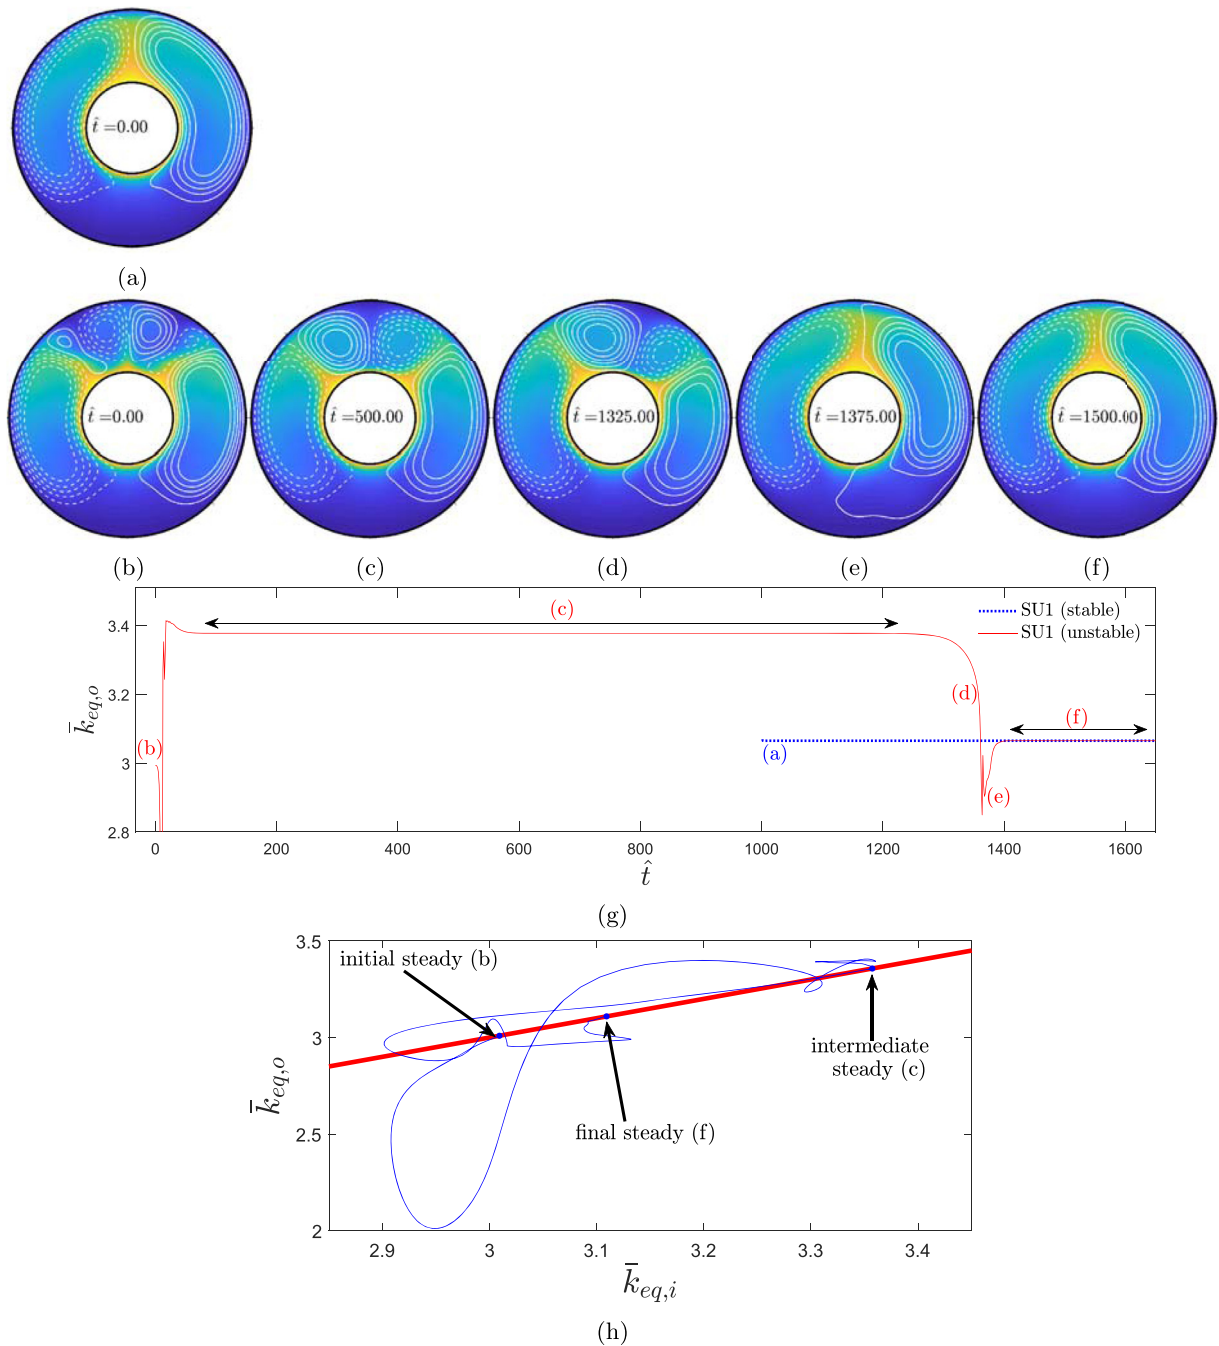 t̂ =0.00
(a)
t̂ =0.00
t̂ =500.00
t̂ =1325.00
t̂ =1375.00
t̂ =1500.00
(b)
(c)
(d)
(e)
(f)
(c)
SU1 (stable)
SU1 (unstable)
3.4
3.2
3
2.8
k̄eq,o
(b)
(d)
(f)
(a)
(e)
0
200
400
600
800
1000
1200
1400
1600
t̂
(g)
3.5
3
2.5
2
k̄eq,o
initial steady (b)
intermediate
steady (c)
final steady (f)
2.9
3
3.1
3.2
3.3
3.4
k̄eq,i
(h)